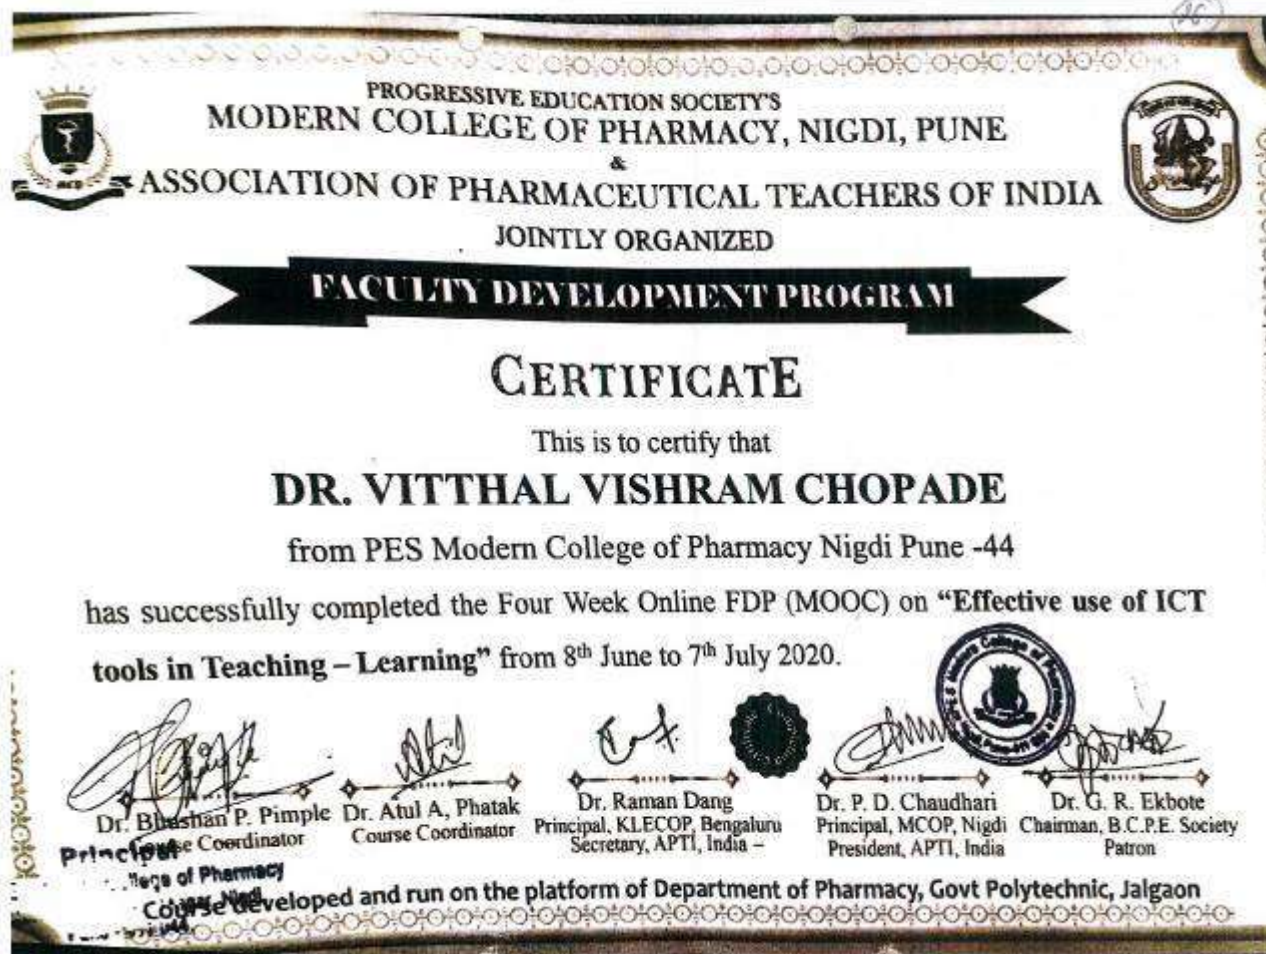 26
PROGRESSIVE EDUCATION SOCIETY'S
MODERN COLLEGE OF PHARMACY, NIGDI, PUNE
&
ASSOCIATION OF PHARMACEUTICAL TEACHERS OF INDIA
JOINTLY ORGANIZED
FACULTY DEVELOPMENT PROGRAM
CERTIFICATE
This is to certify that
DR. VITTHAL VISHRAM CHOPADE
from PES Modern College of Pharmacy Nigdi Pune -44
has successfully completed the Four Week Online FDP (MOOC) on “Effective use of ICT
tools in Teaching – Learning” from 8th June to 7th July 2020.
Dr. Bhushan P. Pimple
Course Coordinator
Dr. Atul A, Phatak
Course Coordinator
Dr. Raman Dang
Principal, KLECOP, Bengaluru
Secretary, APTI, India –
Dr. P. D. Chaudhari
Principal, MCOP, Nigdi
President, APTI, India
Dr. G. R. Ekbote
Chairman, B.C.P.E. Society
Patron
Principal
of Pharmacy
Course developed and run on the platform of Department of Pharmacy, Govt Polytechnic, Jalgaon